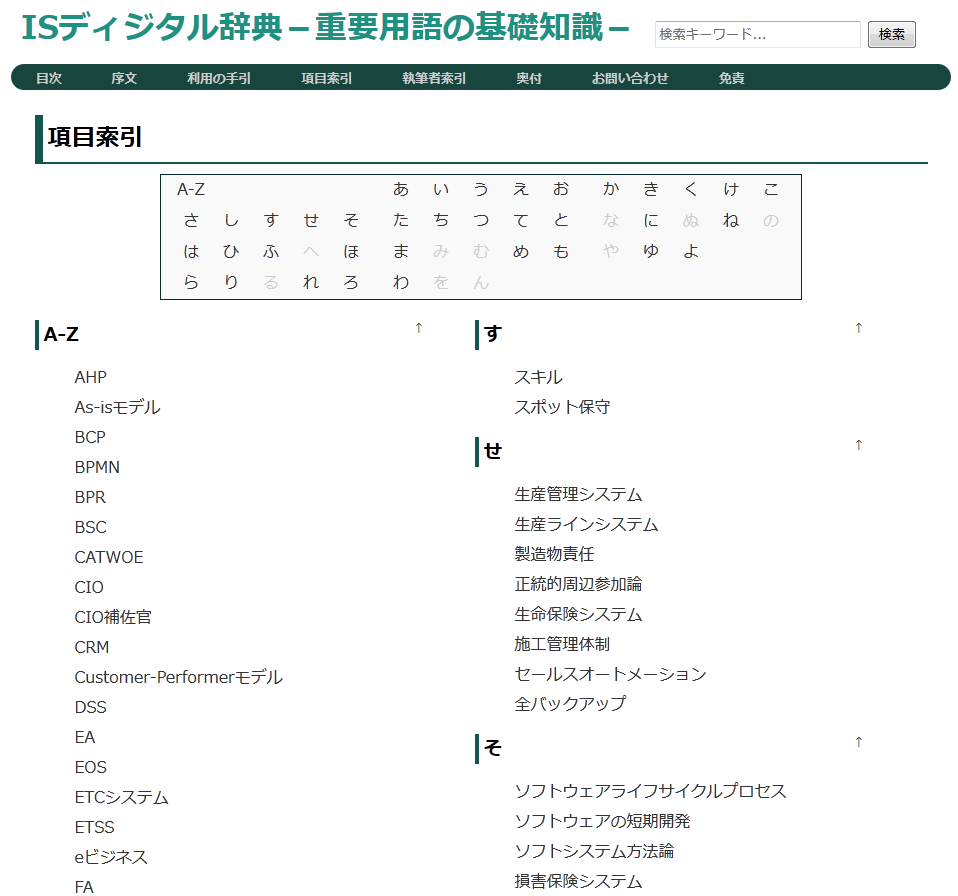 ISディジタル辞典－重要用語の基礎知識－
検索キーワード... 検索
目次 序文 利用の手引 項目索引 執筆者索引 奥付 お問い合わせ 免責
項目索引
A-Z あ い う え お か き く け こ
さ し す せ そ た ち つ て と な に ぬ ね の
は ひ ふ へ ほ ま み む め も や ゆ よ
ら り る れ ろ わ を ん
A-Z ↑
AHP
As-isモデル
BCP
BPMN
BPR
BSC
CATWOE
CIO
CIO補佐官
CRM
Customer-Performerモデル
DSS
EA
EOS
ETCシステム
ETSS
eビジネス
FA
す ↑
スキル
スポット保守
せ ↑
生産管理システム
生産ラインシステム
製造物責任
正統的周辺参加論
生命保険システム
施工管理体制
セールスオートメーション
全バックアップ
そ ↑
ソフトウェアライフサイクルプロセス
ソフトウェアの短期開発
ソフトシステム方法論
損害保険システム